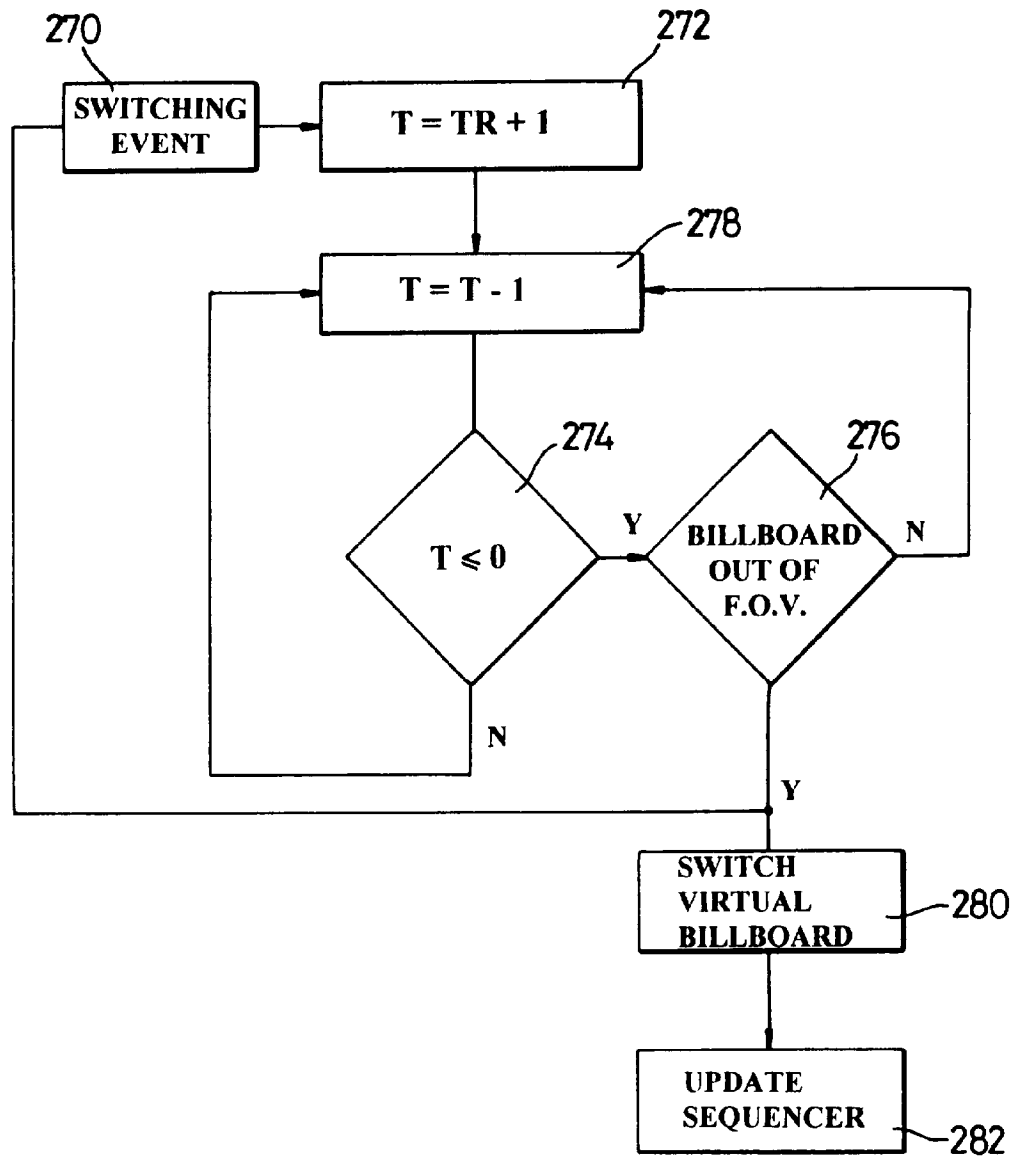 270
272
SWITCHING
EVENT
T = TR + 1
278
T = T - 1
274
276
T ⩽ 0
Y
BILLBOARD
OUT OF
F.O.V.
N
N
Y
SWITCH
VIRTUAL
BILLBOARD
280
UPDATE
SEQUENCER
282